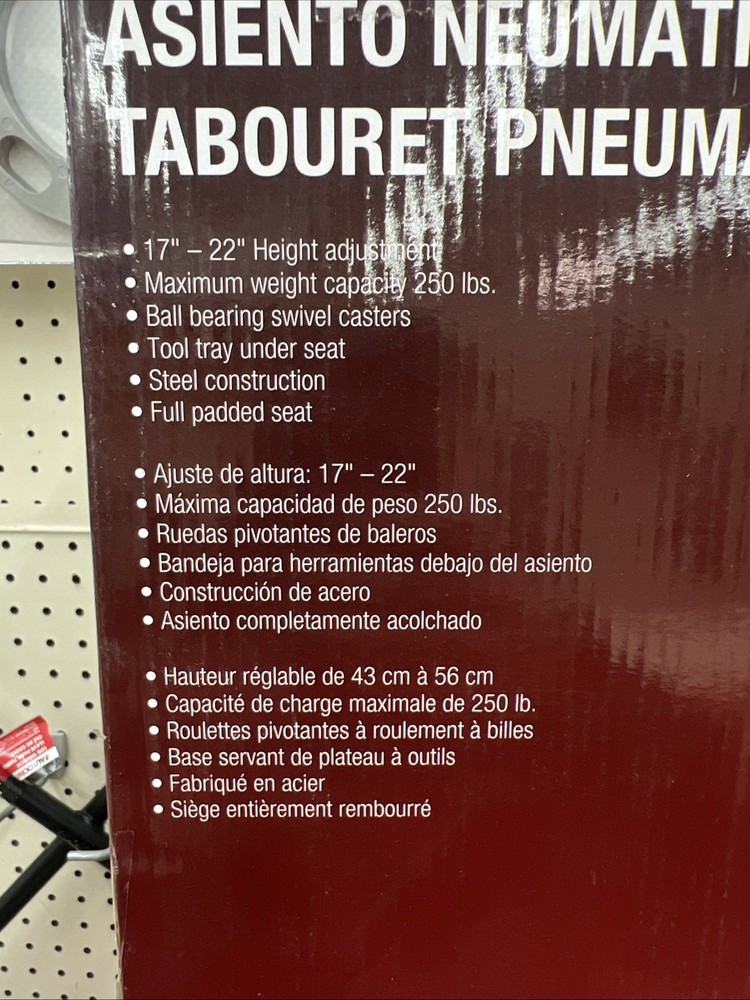 ASIENTO NEUMATI
TABOURET PNEUM
• 17" – 22" Height adjustment
• Maximum weight capacity 250 lbs.
• Ball bearing swivel casters
• Tool tray under seat
• Steel construction
• Full padded seat
• Ajuste de altura: 17" – 22"
• Máxima capacidad de peso 250 lbs.
• Ruedas pivotantes de baleros
• Bandeja para herramientas debajo del asiento
• Construcción de acero
• Asiento completamente acolchado
• Hauteur réglable de 43 cm à 56 cm
• Capacité de charge maximale de 250 lb.
• Roulettes pivotantes à roulement à billes
• Base servant de plateau à outils
• Fabriqué en acier
• Siège entièrement rembourré